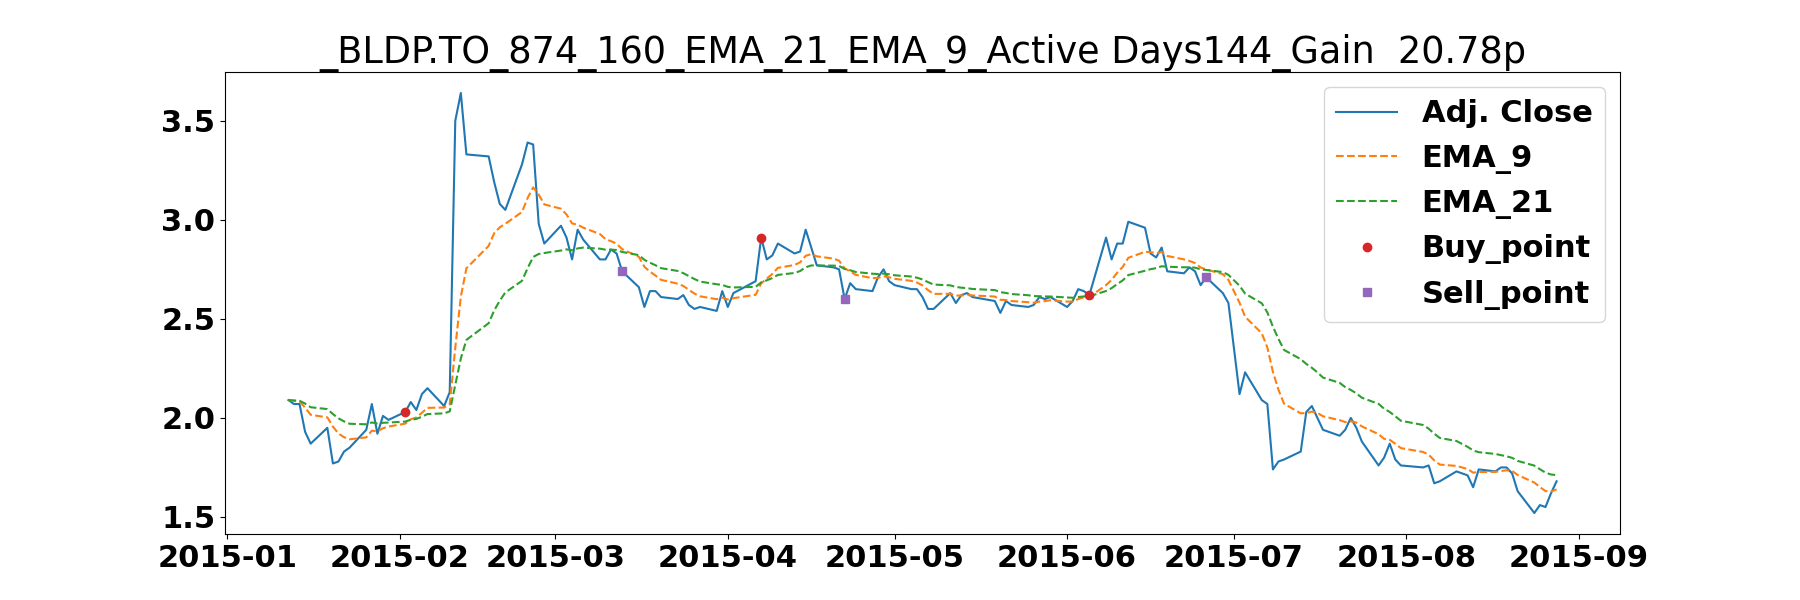 _BLDP.TO_874_160_EMA_21_EMA_9_Active Days144_Gain  20.78p
3.5
3.0
2.5
2.0
1.5
2015-01 2015-02 2015-03 2015-04 2015-05 2015-06 2015-07 2015-08 2015-09
Adj. Close
EMA_9
EMA_21
Buy_point
Sell_point